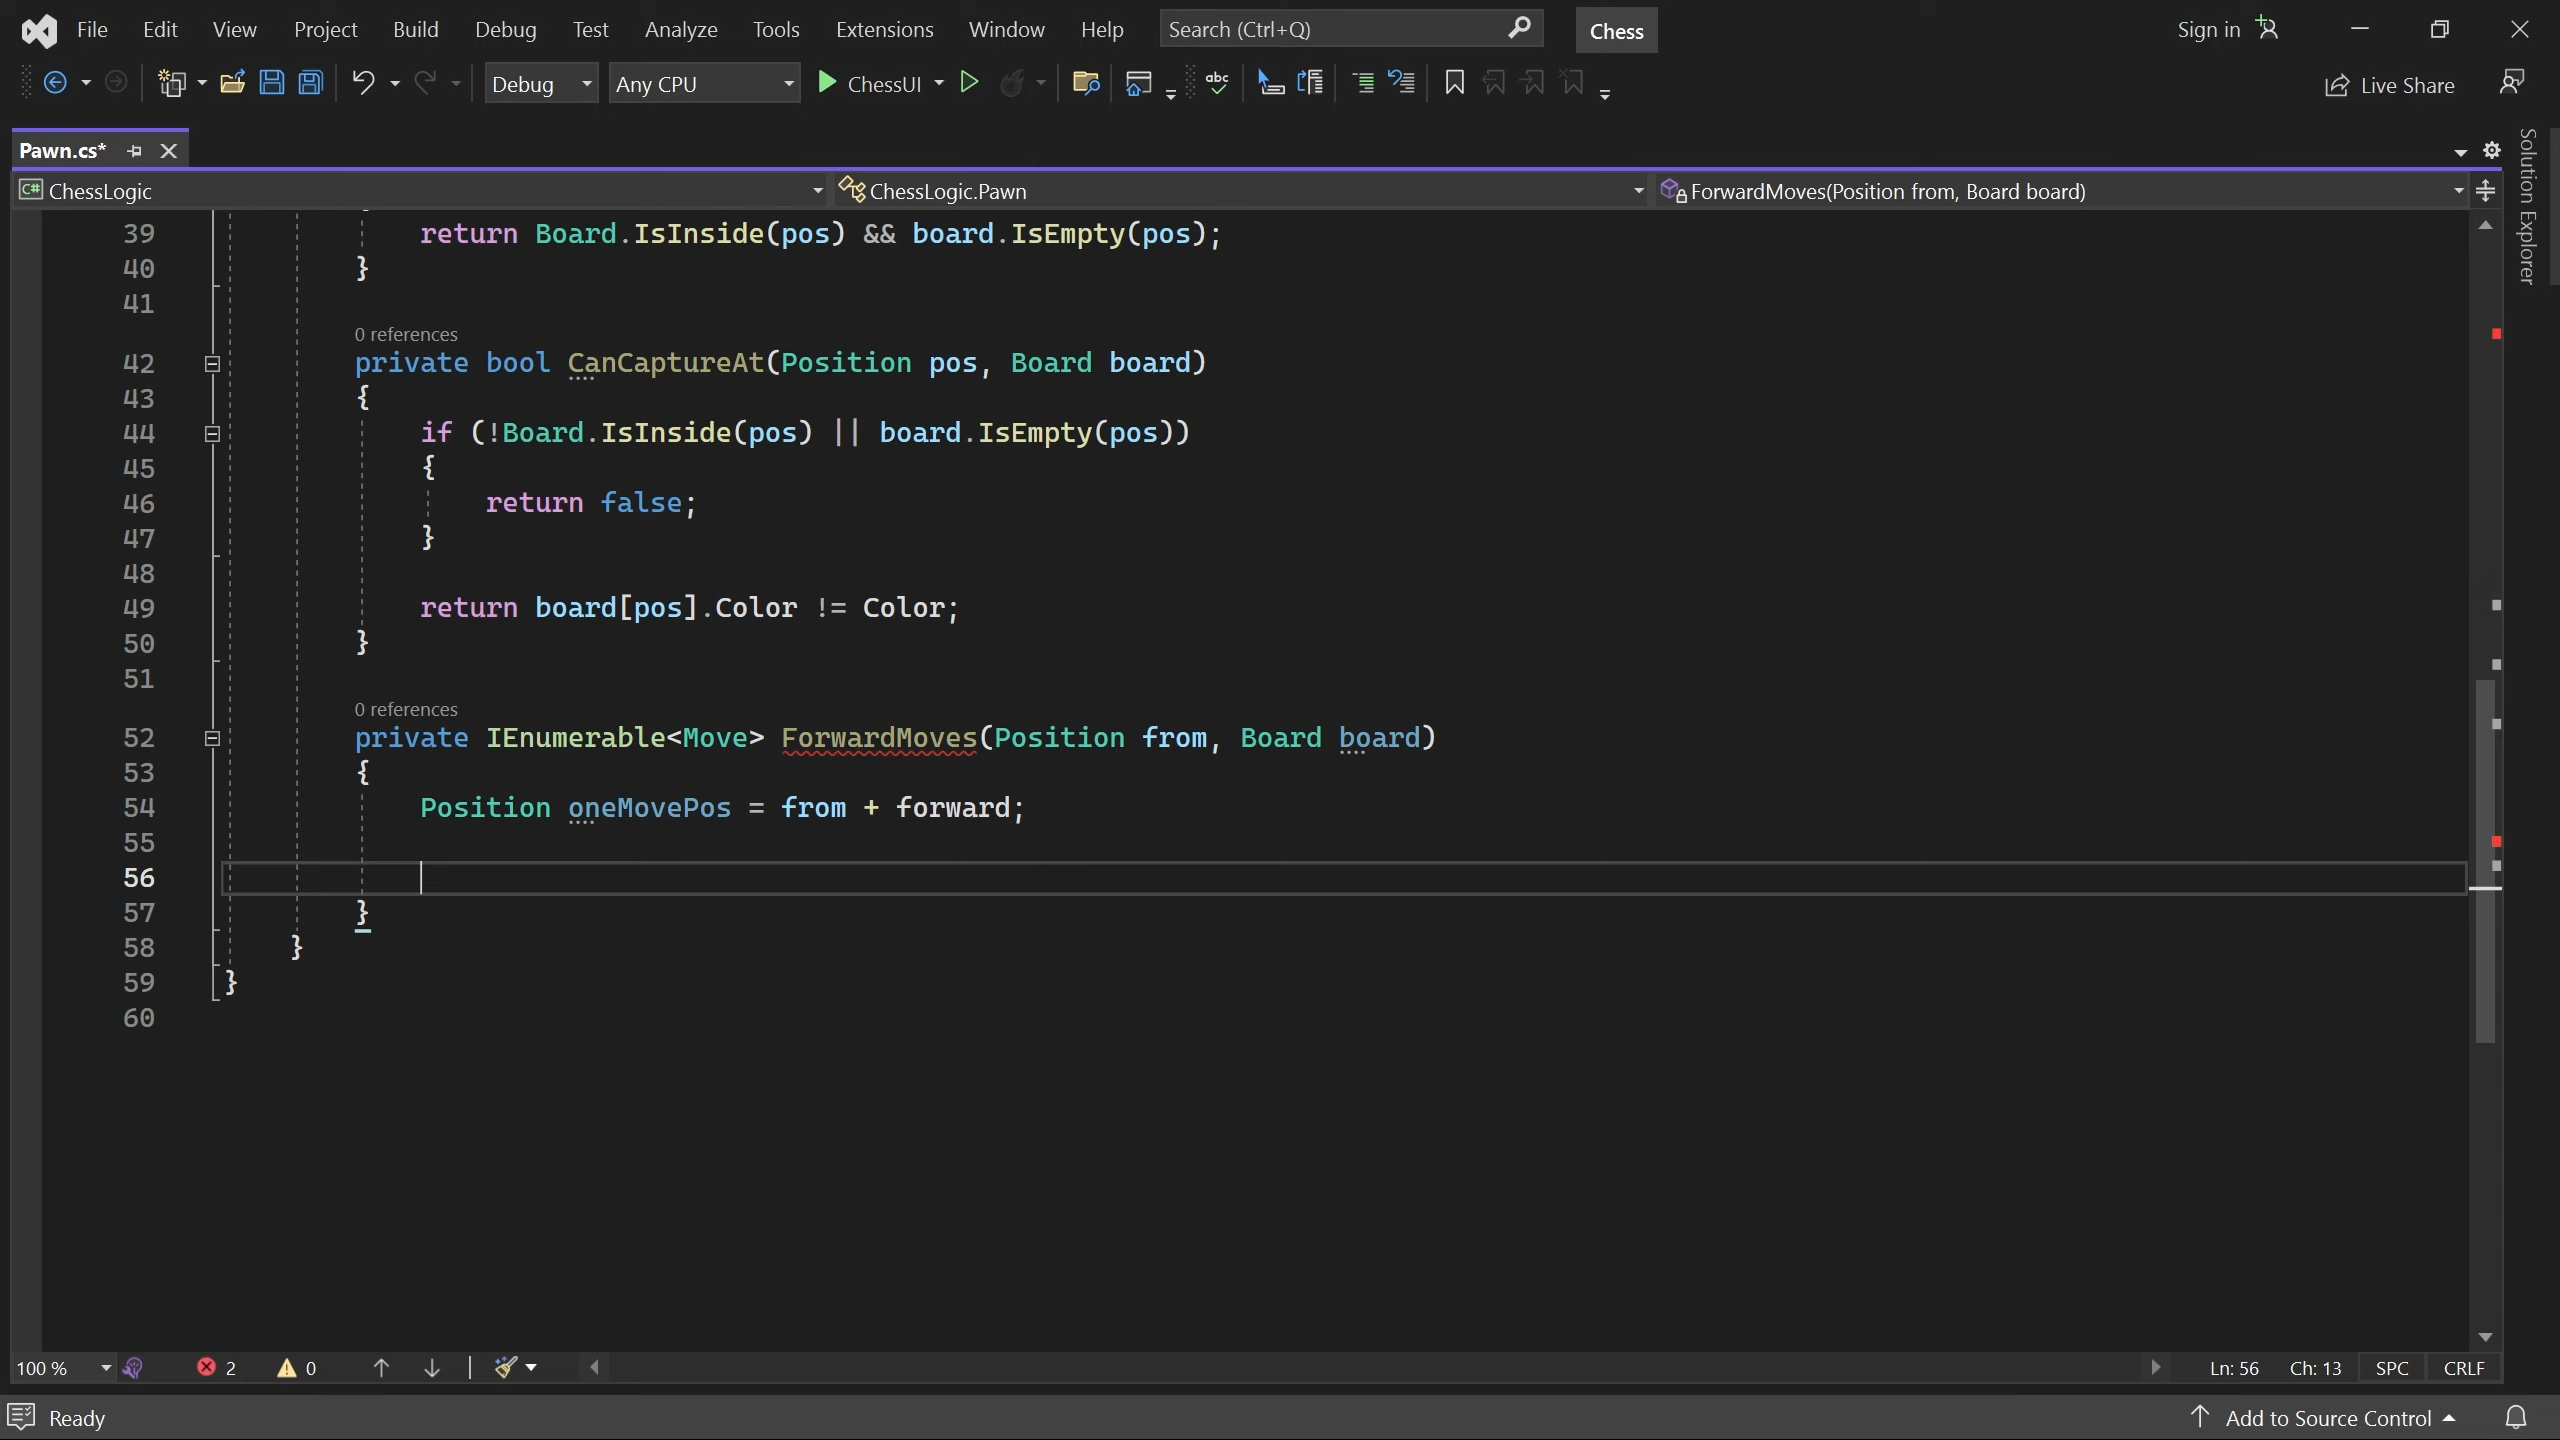 File Edit View Project Build Debug Test Analyze Tools Extensions Window Help Search (Ctrl+Q) Chess Sign in
Debug Any CPU ChessUI abc Live Share
Pawn.cs*
C# ChessLogic ChessLogic.Pawn ForwardMoves(Position from, Board board)
Solution Explorer
39 return Board.IsInside(pos) && board.IsEmpty(pos);
40 }
41
0 references
42 private bool CanCaptureAt(Position pos, Board board)
43 {
44 if (!Board.IsInside(pos) || board.IsEmpty(pos))
45 {
46 return false;
47 }
48
49 return board[pos].Color != Color;
50 }
51
0 references
52 private IEnumerable<Move> ForwardMoves(Position from, Board board)
53 {
54 Position oneMovePos = from + forward;
55
56
57 }
58 }
59 }
60
100 % 2 0 Ln: 56 Ch: 13 SPC CRLF
Ready Add to Source Control